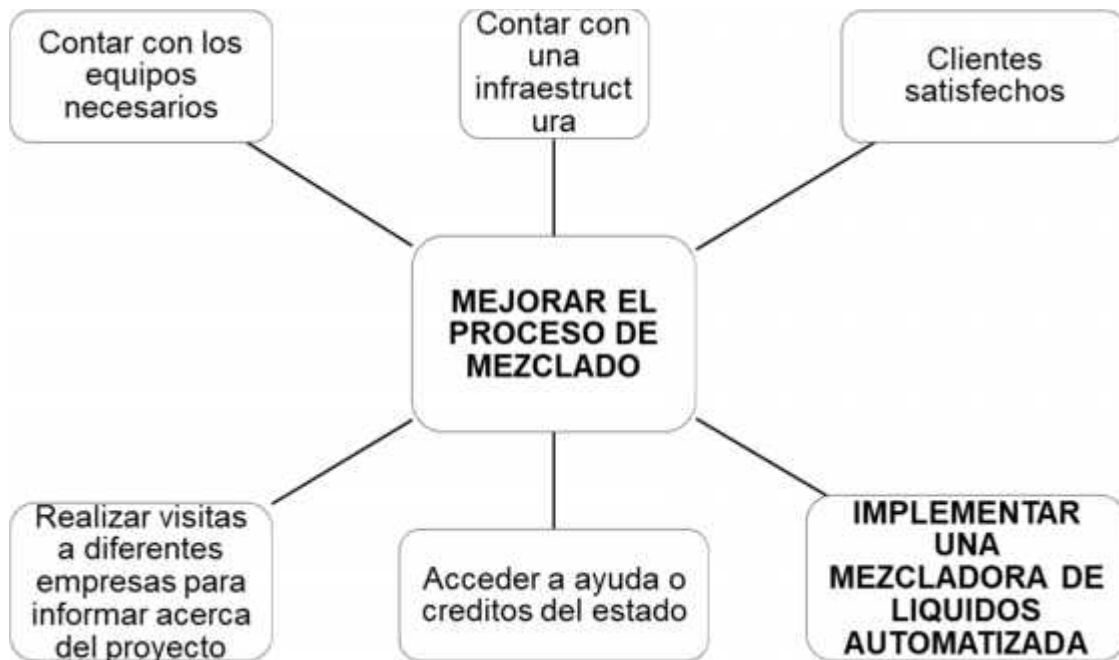 Contar con los
equipos
necesarios
Contar con
una
infraestruct
ura
Clientes
satisfechos
MEJORAR EL
PROCESO DE
MEZCLADO
Realizar visitas
a diferentes
empresas para
informar acerca
del proyecto
Acceder a ayuda o
creditos del estado
IMPLEMENTAR
UNA
MEZCLADORA DE
LIQUIDOS
AUTOMATIZADA